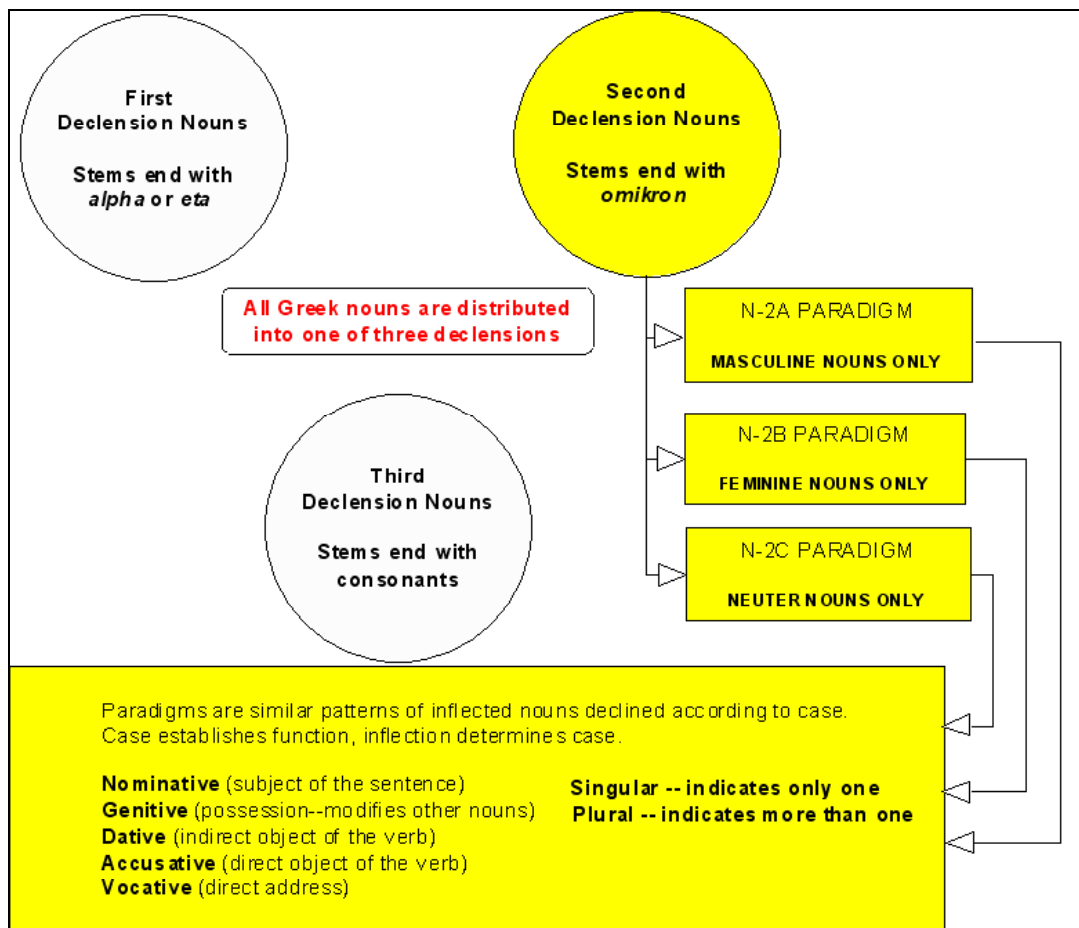 First
Declension Nouns
Stems end with
alpha or eta
Second
Declension Nouns
Stems end with
omikron
All Greek nouns are distributed
into one of three declensions
N-2A PARADIGM
MASCULINE NOUNS ONLY
N-2B PARADIGM
FEMININE NOUNS ONLY
N-2C PARADIGM
NEUTER NOUNS ONLY
Third
Declension Nouns
Stems end with
consonants
Paradigms are similar patterns of inflected nouns declined according to case.
Case establishes function, inflection determines case.
Nominative (subject of the sentence)
Genitive (possession--modifies other nouns)
Dative (indirect object of the verb)
Accusative (direct object of the verb)
Vocative (direct address)
Singular -- indicates only one
Plural -- indicates more than one